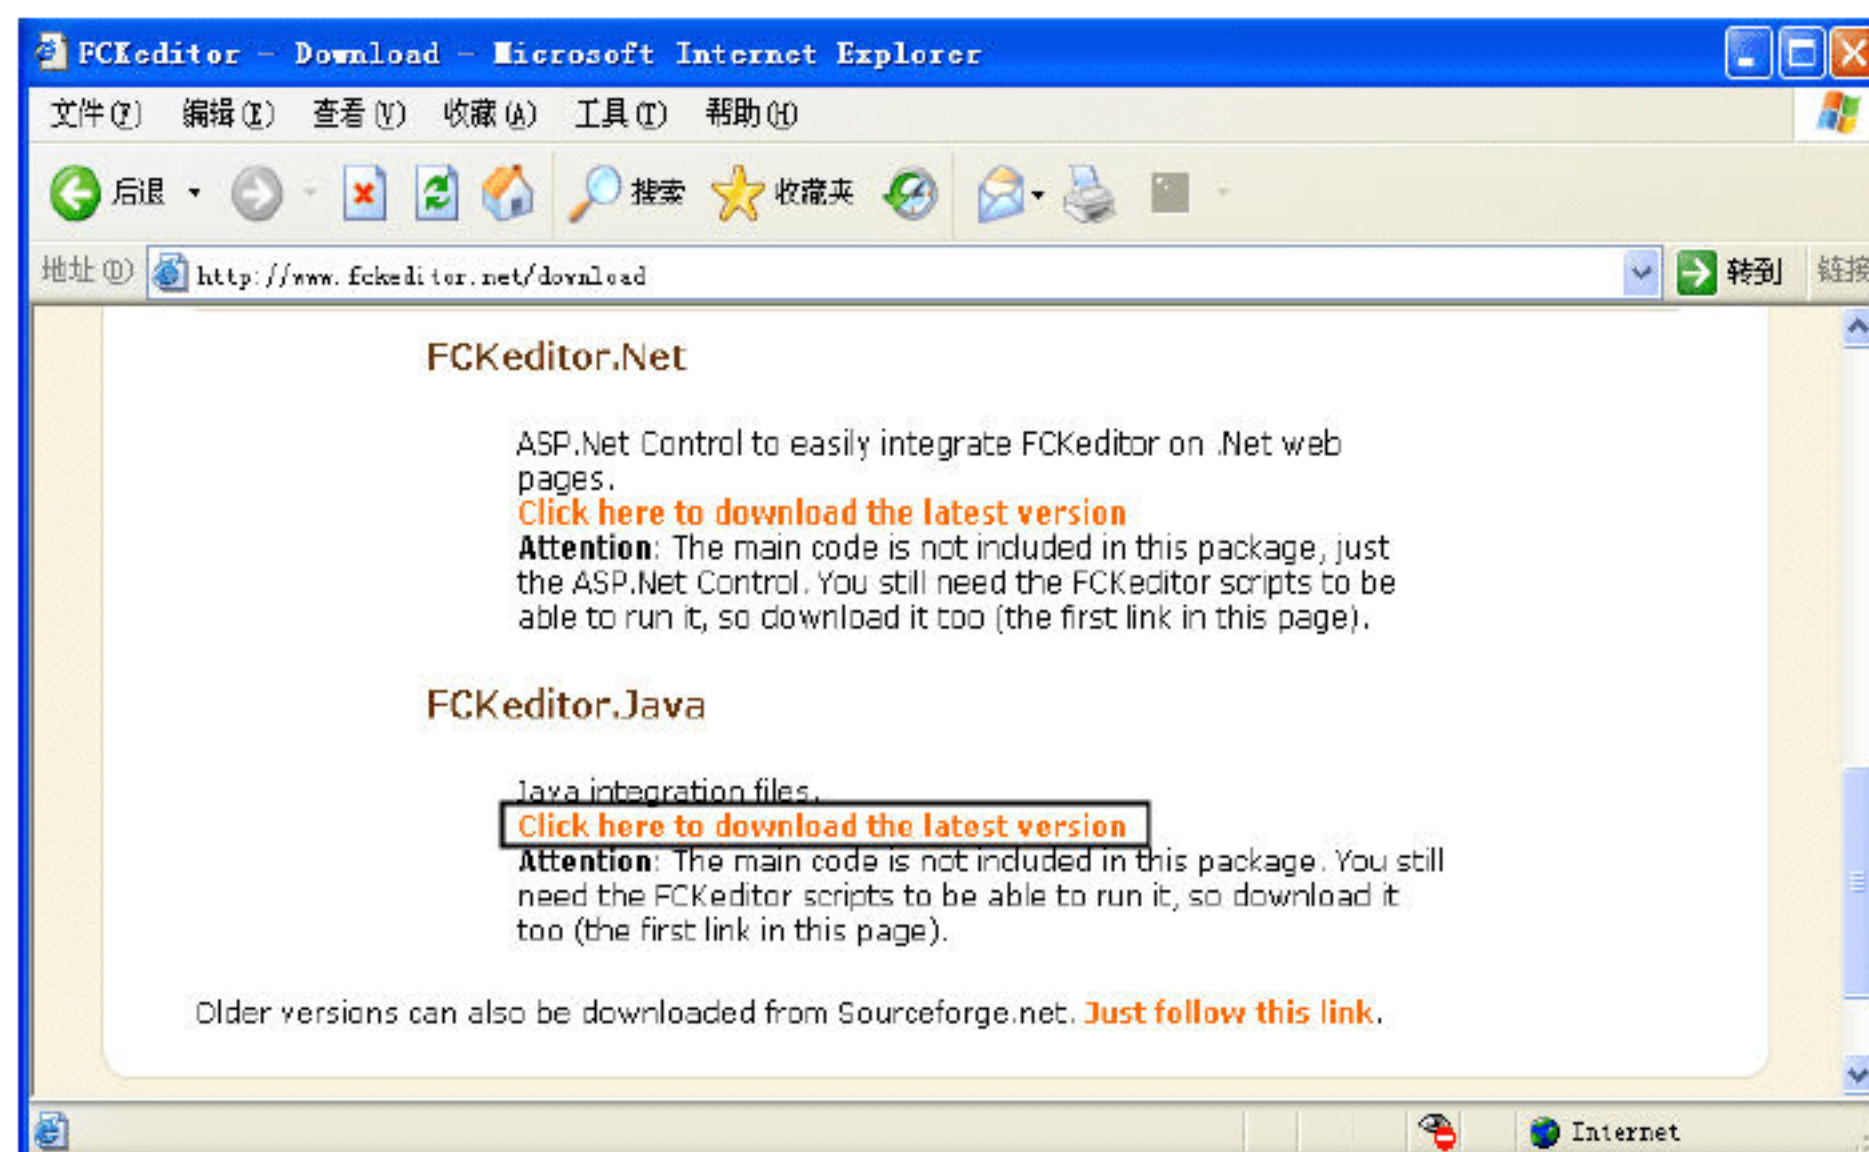 FCKeditor - Download - Microsoft Internet Explorer
文件(F) 编辑(E) 查看(V) 收藏(A) 工具(T) 帮助(H)
后退 搜索 收藏夹
地址(D) http://www.fckeditor.net/download 转到 链接
FCKeditor.Net
ASP.Net Control to easily integrate FCKeditor on .Net web
pages.
Click here to download the latest version
Attention: The main code is not included in this package, just
the ASP.Net Control. You still need the FCKeditor scripts to be
able to run it, so download it too (the first link in this page).
FCKeditor.Java
Java integration files.
Click here to download the latest version
Attention: The main code is not included in this package. You still
need the FCKeditor scripts to be able to run it, so download it
too (the first link in this page).
Older versions can also be downloaded from Sourceforge.net. Just follow this link.
Internet